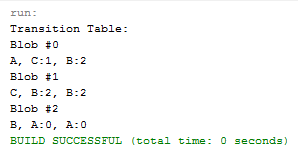 run:
Transition Table:
Blob #0
A, C:1, B:2
Blob #1
C, B:2, B:2
Blob #2
B, A:0, A:0
BUILD SUCCESSFUL (total time: 0 seconds)